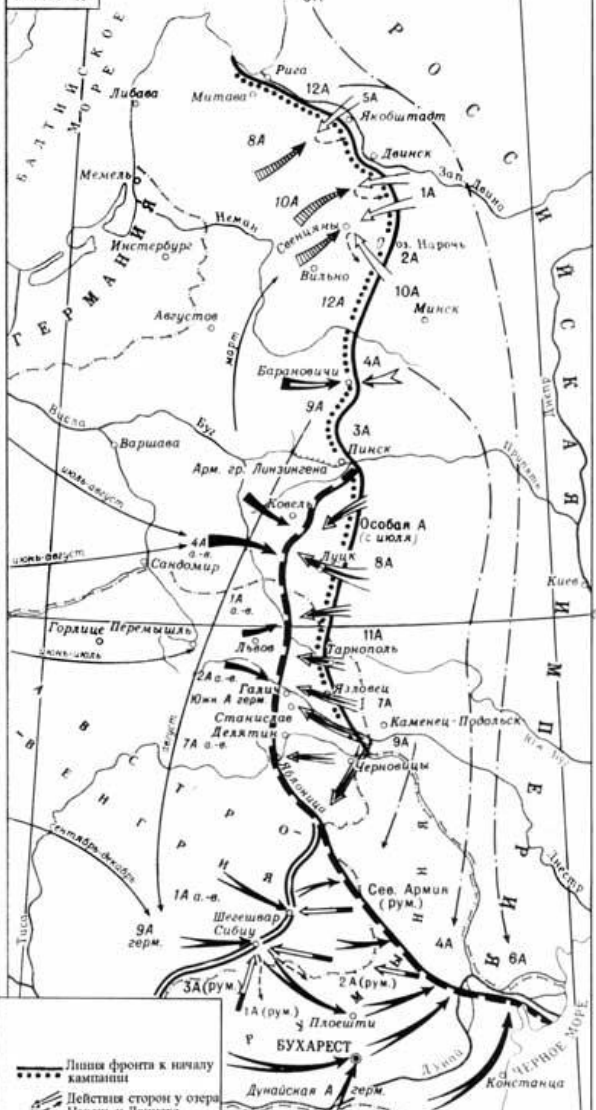 РОССИЙСКАЯ ИМПЕРИЯ
БАЛТИЙСКОЕ
МОРЕ
Рига
12А
5А
Митава
Либава
Якобштадт
8А
Двинск
Зап. Двина
Мемель
1А
10А
Неман
Свенцяны
оз. Нарочь
2А
Инстербург
Вильно
10А
12А
ГЕРМАНИЯ
Минск
Августов
март
4А
Барановичи
Днепр
9А
Висла
Буг
3А
Варшава
Пинск
Припять
Арм. гр. Линзингена
июль-август
Ковель
Особая А
(с июля)
4А
а.-в.
Луцк
июнь-август
8А
Сандомир
Киев
1А
а.-в.
11А
Горлице
Перемышль
Тарнополь
Львов
июнь-июль
2А а.-в.
Галич
Язловец
Южн А герм
7А
Станислав
Каменец-Подольск
7А а.-в.
Делятин
9А
август
Черновицы
Яблоница
АВСТРО-
-ВЕНГРИЯ
Днестр
сентябрь-декабрь
Сев. Армия
(рум.)
1А а.-в.
Шегешвар
9А
герм.
Сибиу
Тиса
4А
6А
3А(рум.)
2А(рум.)
1А(рум.)
Плоешти
БУХАРЕСТ
Дунай
ЧЕРНОЕ МОРЕ
Констанца
Дунайская А герм.
Линия фронта к началу
кампании
Действия сторон у озера